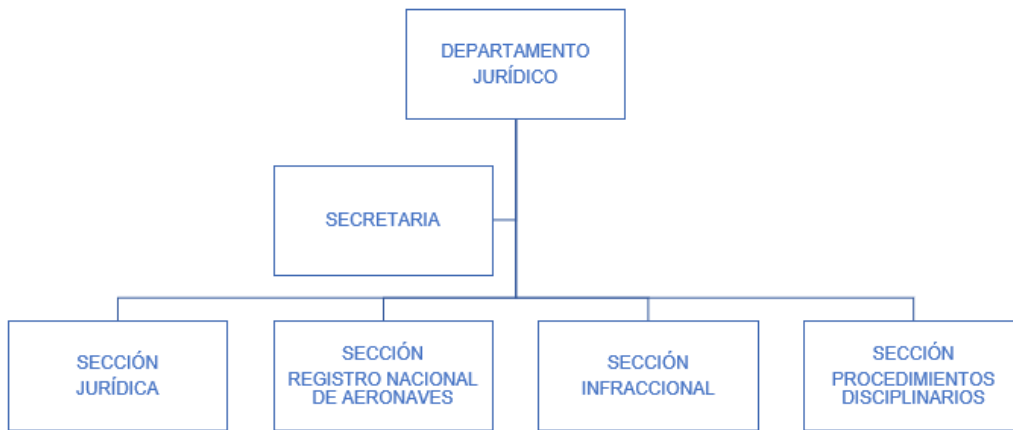 DEPARTAMENTO
JURÍDICO
SECRETARIA
SECCIÓN
JURÍDICA
SECCIÓN
REGISTRO NACIONAL
DE AERONAVES
SECCIÓN
INFRACCIONAL
SECCIÓN
PROCEDIMIENTOS
DISCIPLINARIOS